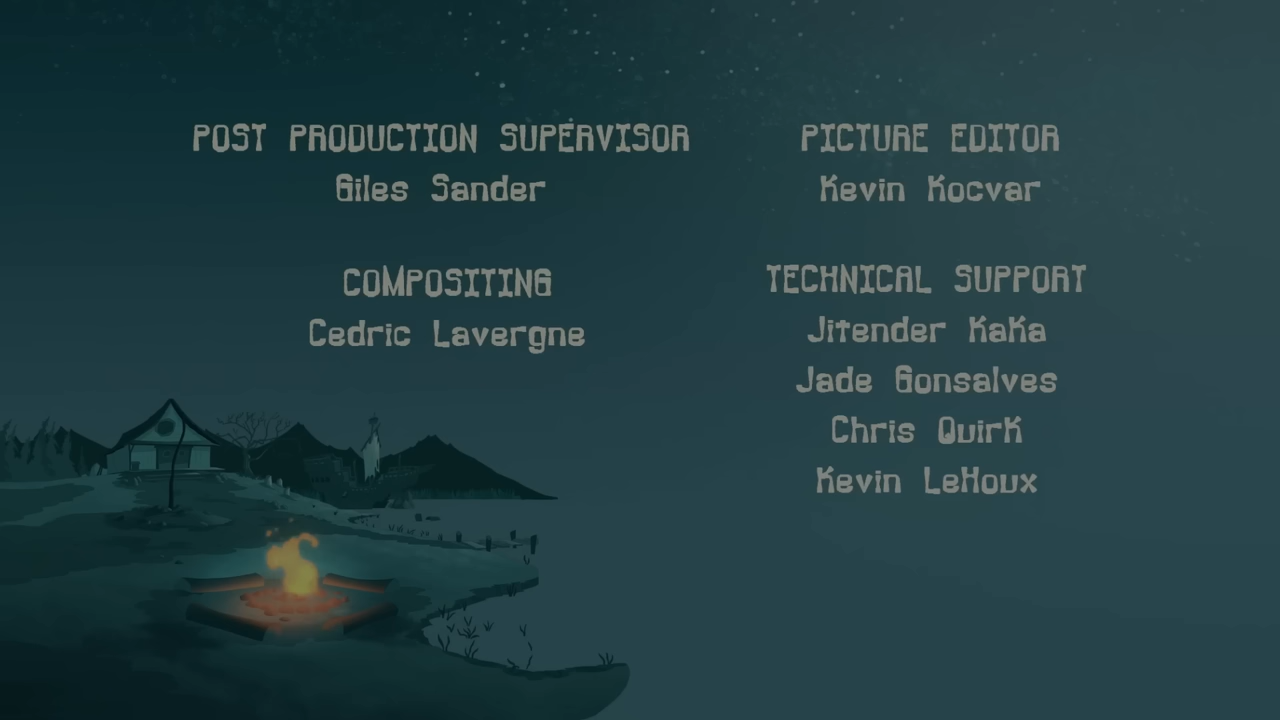 POST PRODUCTION SUPERVISOR
Giles Sander
COMPOSITING
Cedric Lavergne
PICTURE EDITOR
Kevin Kocvar
TECHNICAL SUPPORT
Jitender Kaka
Jade Gonsalves
Chris Quirk
Kevin LeHoux